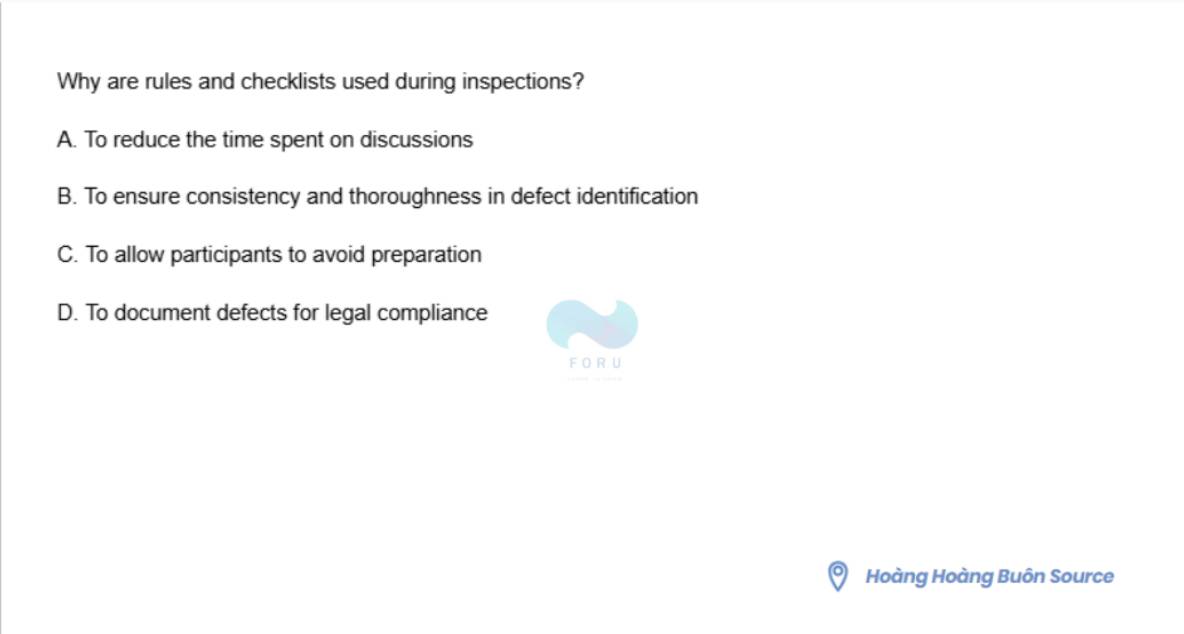 Why are rules and checklists used during inspections?
A. To reduce the time spent on discussions
B. To ensure consistency and thoroughness in defect identification
C. To allow participants to avoid preparation
D. To document defects for legal compliance
FORU
Hoàng Hoàng Buôn Source